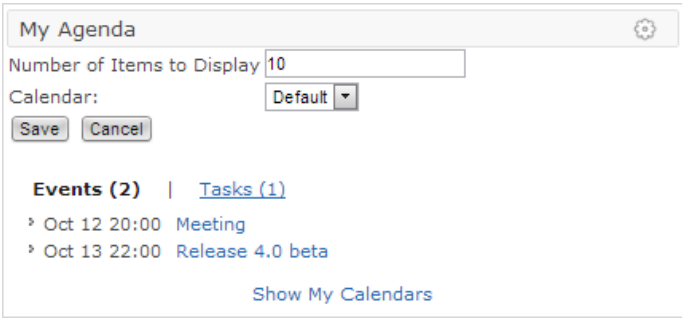 My Agenda
Number of Items to Display 10
Calendar: Default
Save Cancel
Events (2) | Tasks (1)
Oct 12 20:00 Meeting
Oct 13 22:00 Release 4.0 beta
Show My Calendars